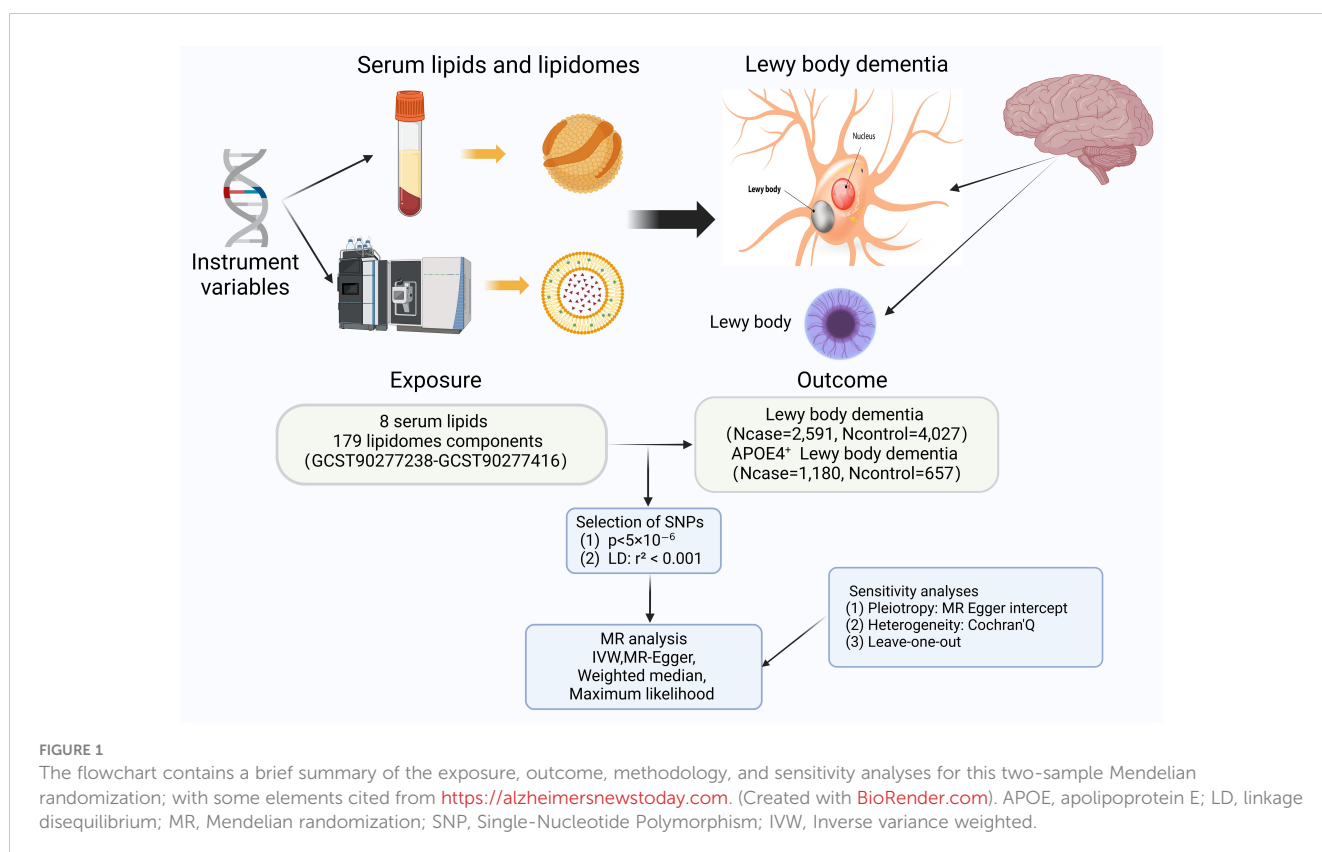 Serum lipids and lipidomes
Lewy body dementia
Nucleus
Lewy body
Instrument
variables
Lewy body
Exposure
Outcome
8 serum lipids
179 lipidomes components
(GCST90277238-GCST90277416)
Lewy body dementia
(Ncase=2,591, Ncontrol=4,027)
APOE4⁺ Lewy body dementia
(Ncase=1,180, Ncontrol=657)
Selection of SNPs
(1) p<5×10⁻⁶
(2) LD: r² < 0.001
Sensitivity analyses
(1) Pleiotropy: MR Egger intercept
(2) Heterogeneity: Cochran'Q
(3) Leave-one-out
MR analysis
IVW,MR-Egger,
Weighted median,
Maximum likelihood
FIGURE 1
The flowchart contains a brief summary of the exposure, outcome, methodology, and sensitivity analyses for this two-sample Mendelian
randomization; with some elements cited from https://alzheimersnewstoday.com. (Created with BioRender.com). APOE, apolipoprotein E; LD, linkage
disequilibrium; MR, Mendelian randomization; SNP, Single-Nucleotide Polymorphism; IVW, Inverse variance weighted.